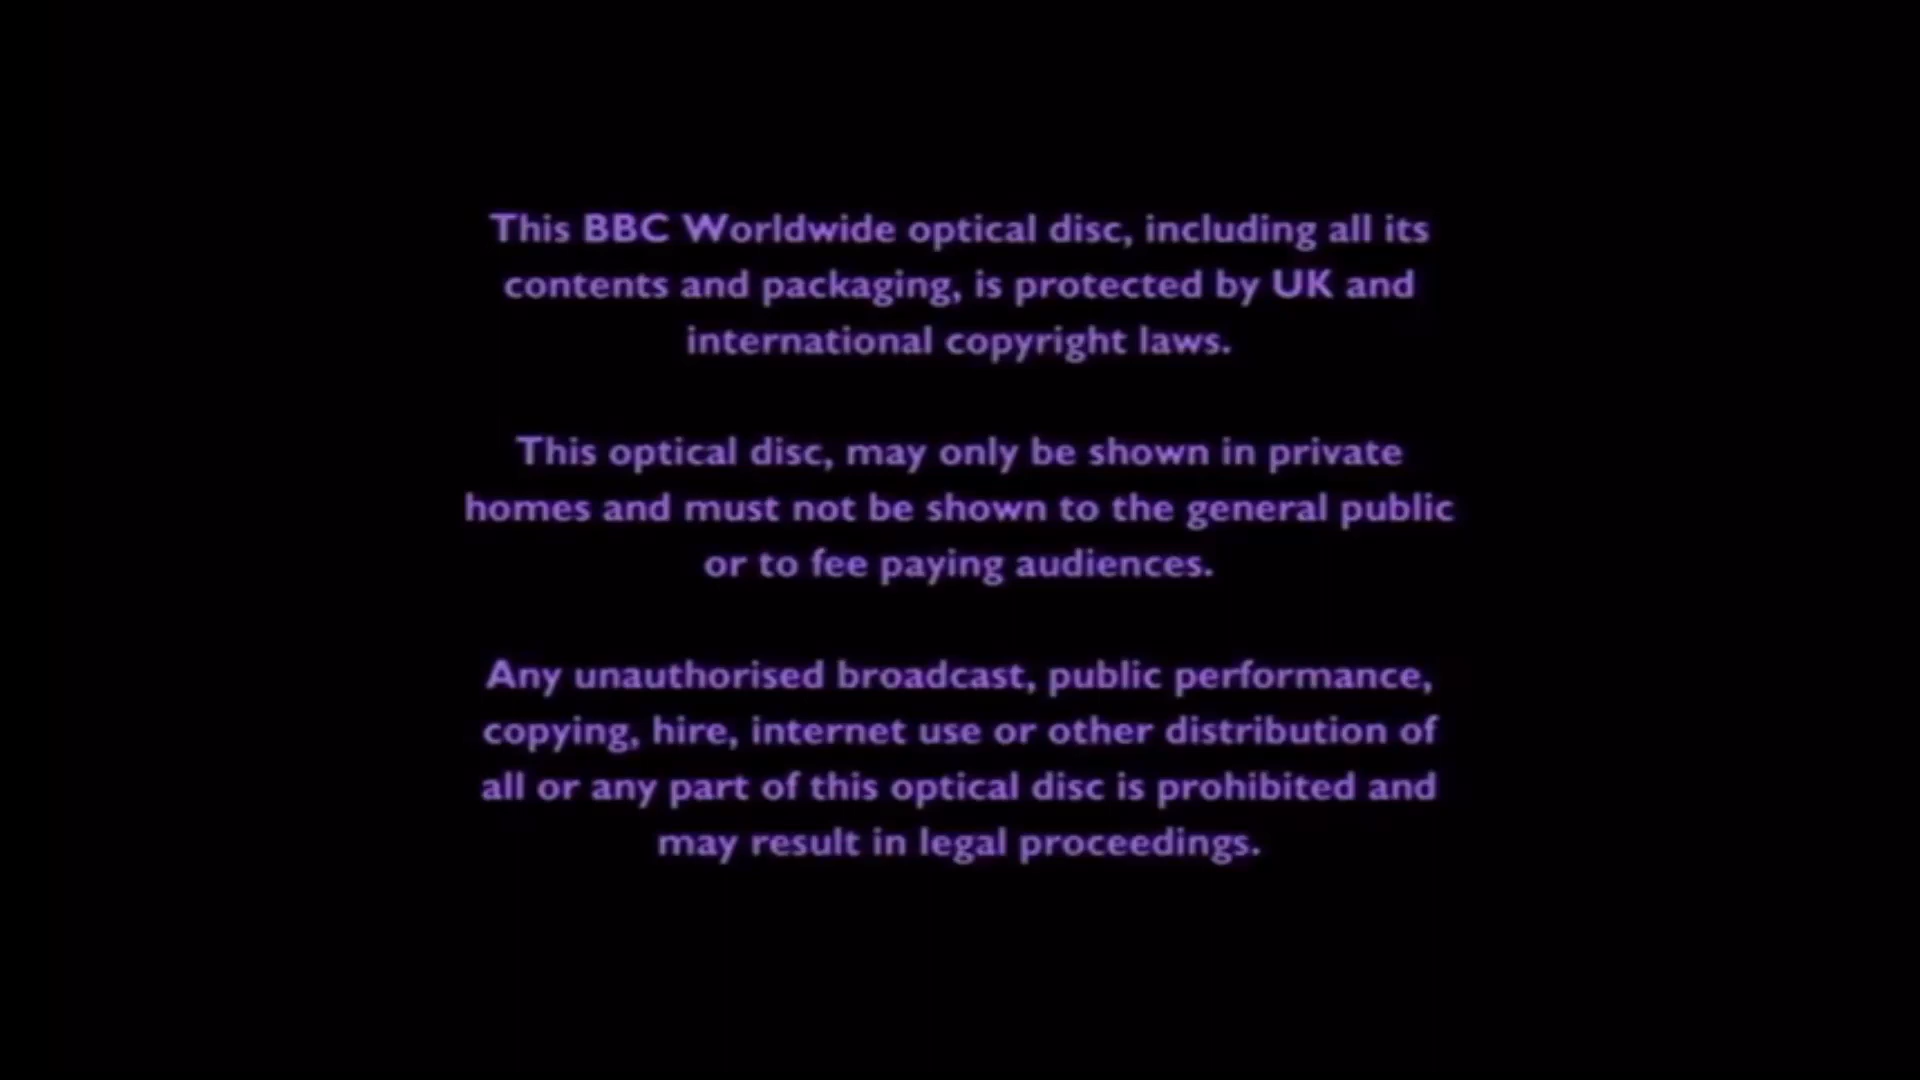 This BBC Worldwide optical disc, including all its
contents and packaging, is protected by UK and
international copyright laws.
This optical disc, may only be shown in private
homes and must not be shown to the general public
or to fee paying audiences.
Any unauthorised broadcast, public performance,
copying, hire, internet use or other distribution of
all or any part of this optical disc is prohibited and
may result in legal proceedings.